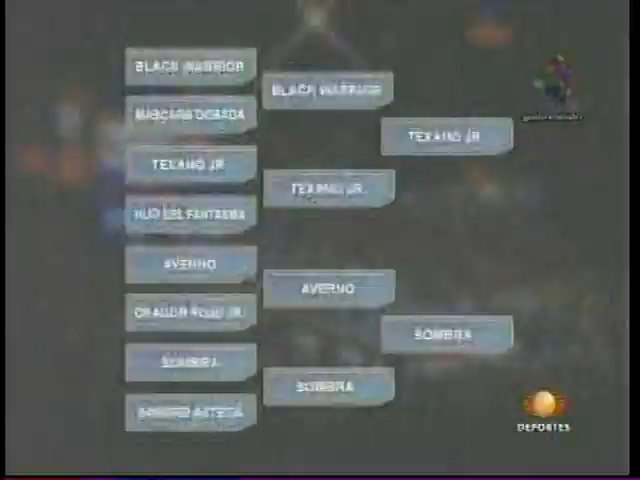 BLACK WARRIOR
MASCARA DORADA
TEXANO JR
HIJO DEL FANTASMA
AVERNO
DRAGON ROJO JR.
SOMBRA
BLACK WARRIOR
TEXANO JR.
AVERNO
SOMBRA
TEXANO JR
SOMBRA
DEPORTES